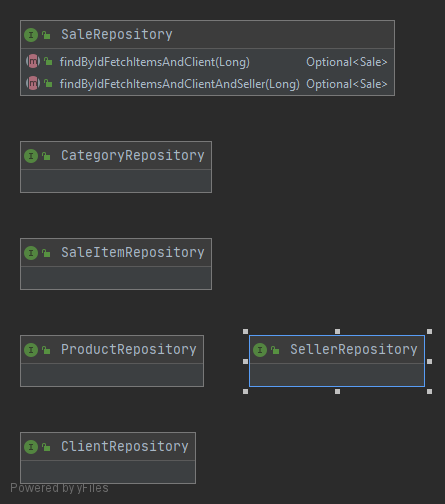 SaleRepository
findByIdFetchItemsAndClient(Long) Optional<Sale>
findByIdFetchItemsAndClientAndSeller(Long) Optional<Sale>
CategoryRepository
SaleItemRepository
ProductRepository
SellerRepository
ClientRepository
Powered by yFiles